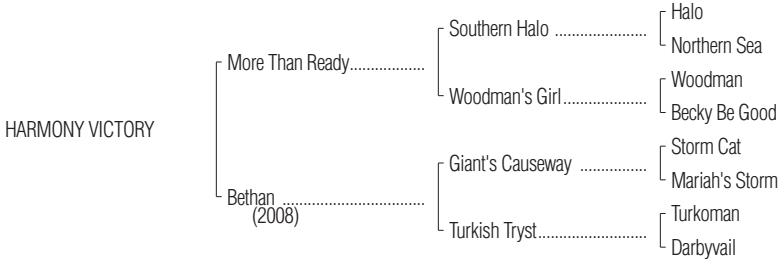 Halo
Southern Halo .......................
Northern Sea
More Than Ready..................
Woodman
Woodman's Girl.....................
Becky Be Good
HARMONY VICTORY
Storm Cat
Giant's Causeway .................
Mariah's Storm
Bethan ...................................
(2008)
Turkoman
Turkish Tryst...........................
Darbyvail